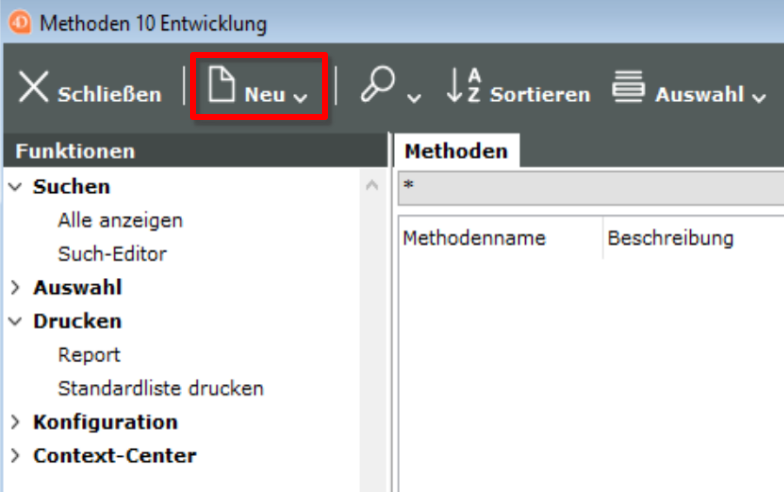 Methoden 10 Entwicklung
Schließen Neu Sortieren Auswahl
Funktionen
Methoden
Suchen
*
Alle anzeigen
Methodenname Beschreibung
Such-Editor
Auswahl
Drucken
Report
Standardliste drucken
Konfiguration
Context-Center